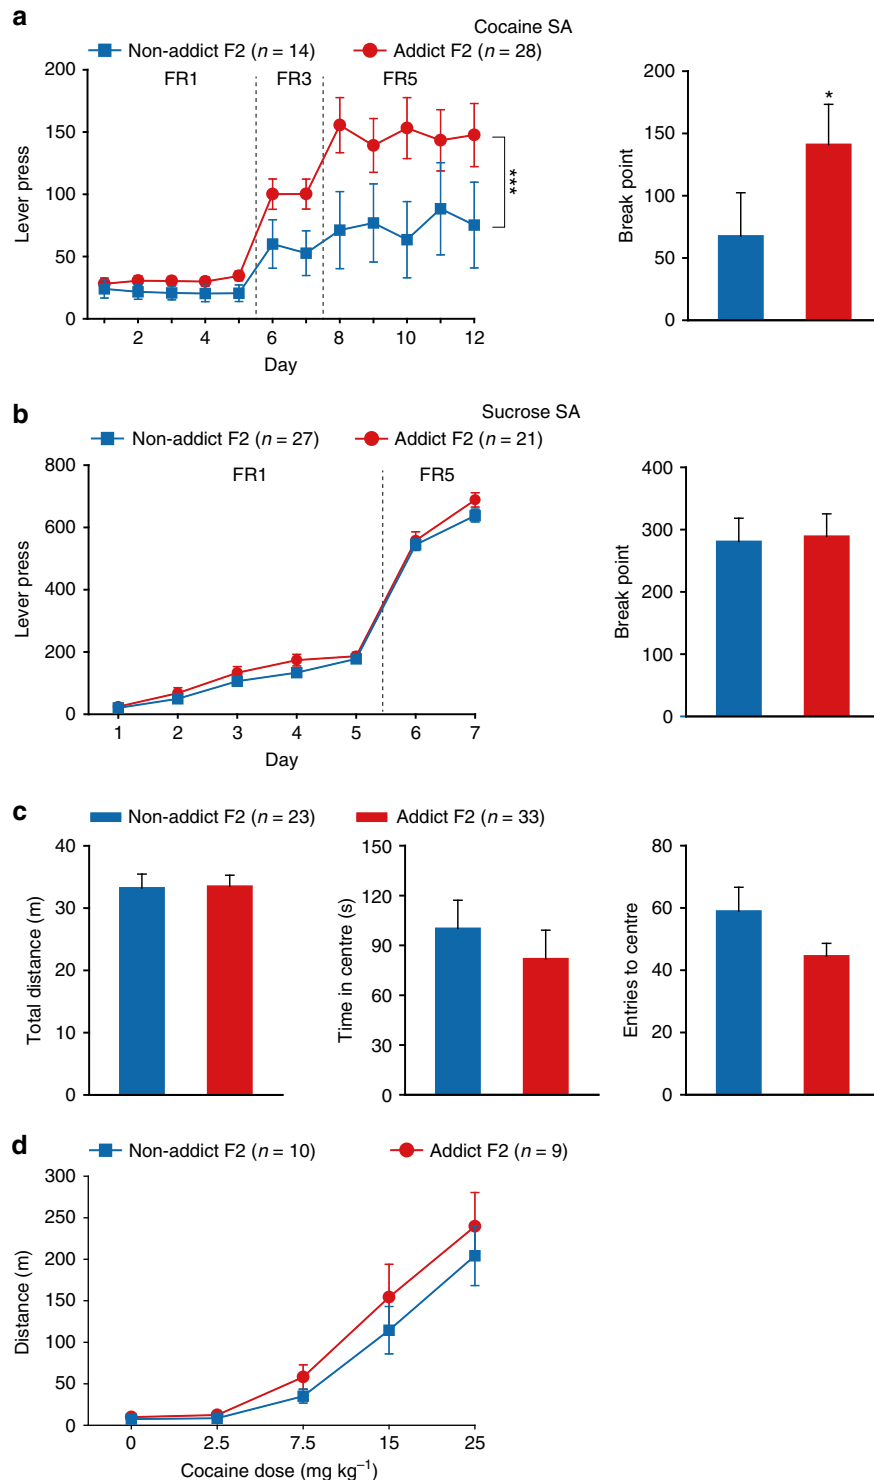 a
Cocaine SA
Non-addict F2 (n = 14)
Addict F2 (n = 28)
FR1
FR3
FR5
Lever press
200
150
100
50
0
2
4
6
8
10
12
Day
***
Break point
200
150
100
50
0
*
b
Sucrose SA
Non-addict F2 (n = 27)
Addict F2 (n = 21)
FR1
FR5
Lever press
800
600
400
200
0
1
2
3
4
5
6
7
Day
Break point
400
300
200
100
0
c
Non-addict F2 (n = 23)
Addict F2 (n = 33)
Total distance (m)
40
30
20
10
0
Time in centre (s)
150
120
90
60
30
0
Entries to centre
80
60
40
20
0
d
Non-addict F2 (n = 10)
Addict F2 (n = 9)
Distance (m)
300
250
200
150
100
50
0
0
2.5
7.5
15
25
Cocaine dose (mg kg⁻¹)